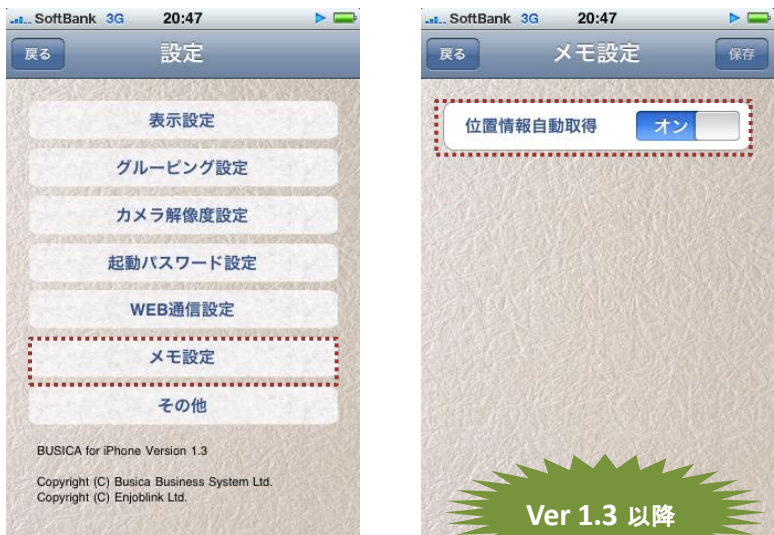 SoftBank 3G 20:47
戻る 設定
表示設定
グルーピング設定
カメラ解像度設定
起動パスワード設定
WEB通信設定
メモ設定
その他
BUSICA for iPhone Version 1.3
Copyright (C) Busica Business System Ltd.
Copyright (C) Enjoblink Ltd.
SoftBank 3G 20:47
戻る メモ設定 保存
位置情報自動取得 オン
Ver 1.3 以降